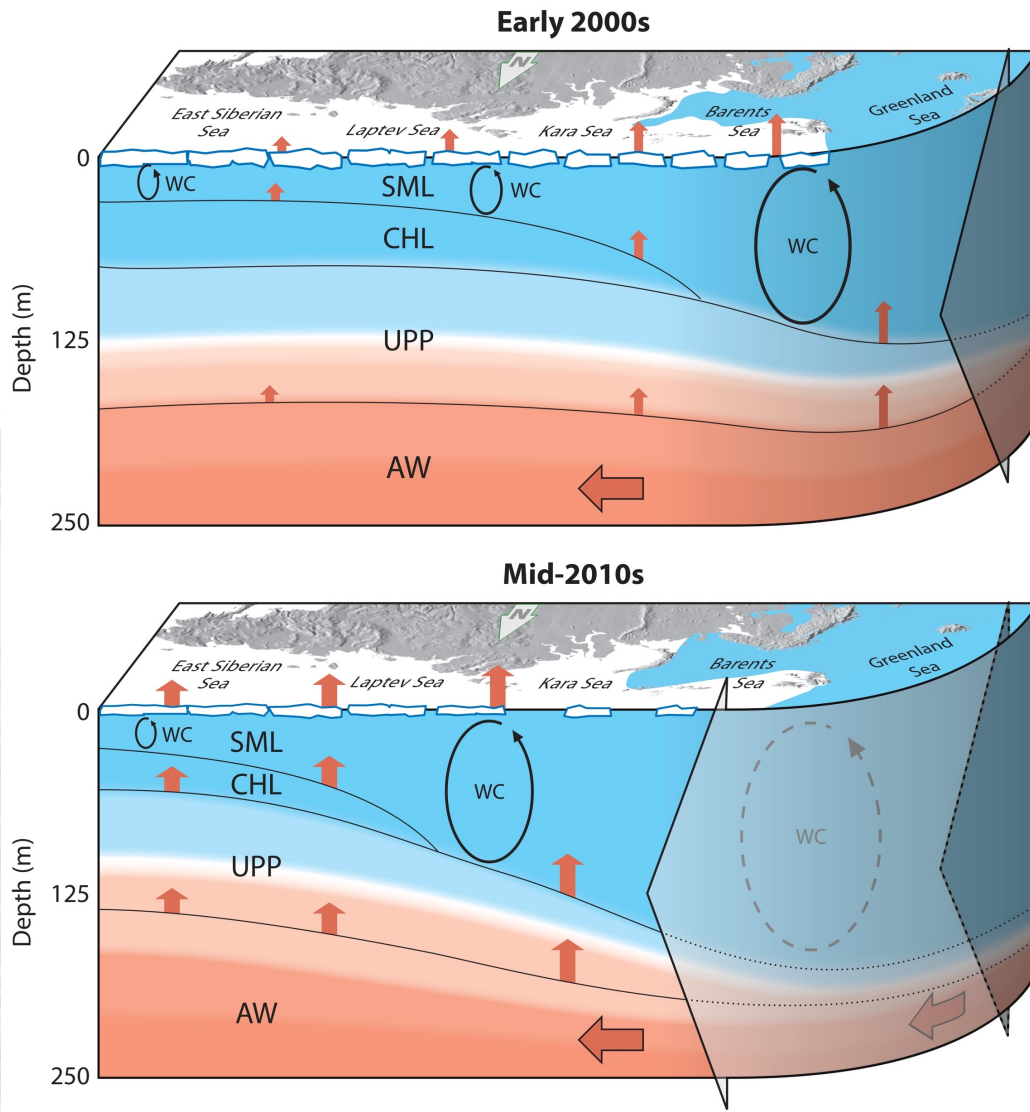 Early 2000s
N
East Siberian
Sea
Laptev Sea
Kara Sea
Barents
Sea
Greenland
Sea
0
WC
SML
WC
CHL
WC
UPP
125
AW
250
Depth (m)
Mid-2010s
N
East Siberian
Sea
Laptev Sea
Kara Sea
Barents
Sea
Greenland
Sea
0
WC
SML
CHL
WC
WC
UPP
125
AW
250
Depth (m)